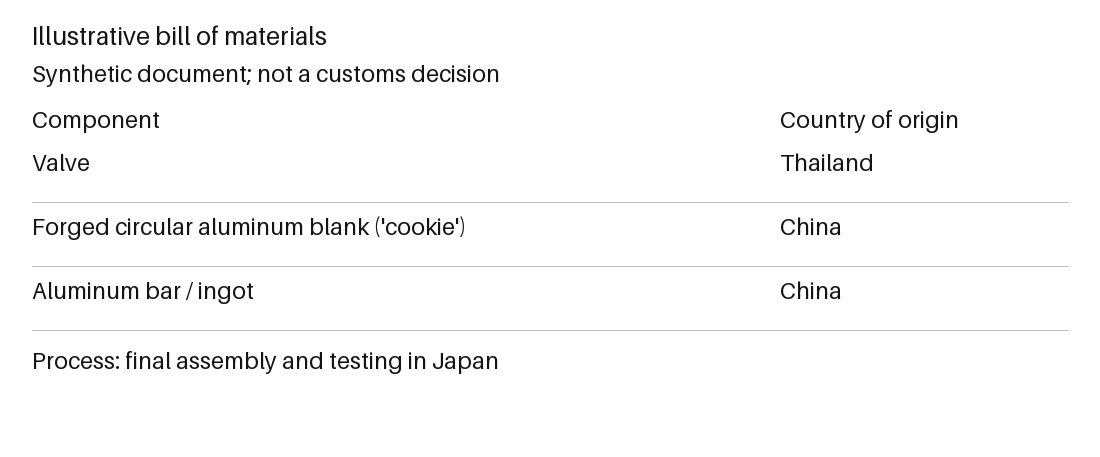 Illustrative bill of materials
Synthetic document; not a customs decision
Component Country of origin
Valve Thailand
Forged circular aluminum blank ('cookie') China
Aluminum bar / ingot China
Process: final assembly and testing in Japan